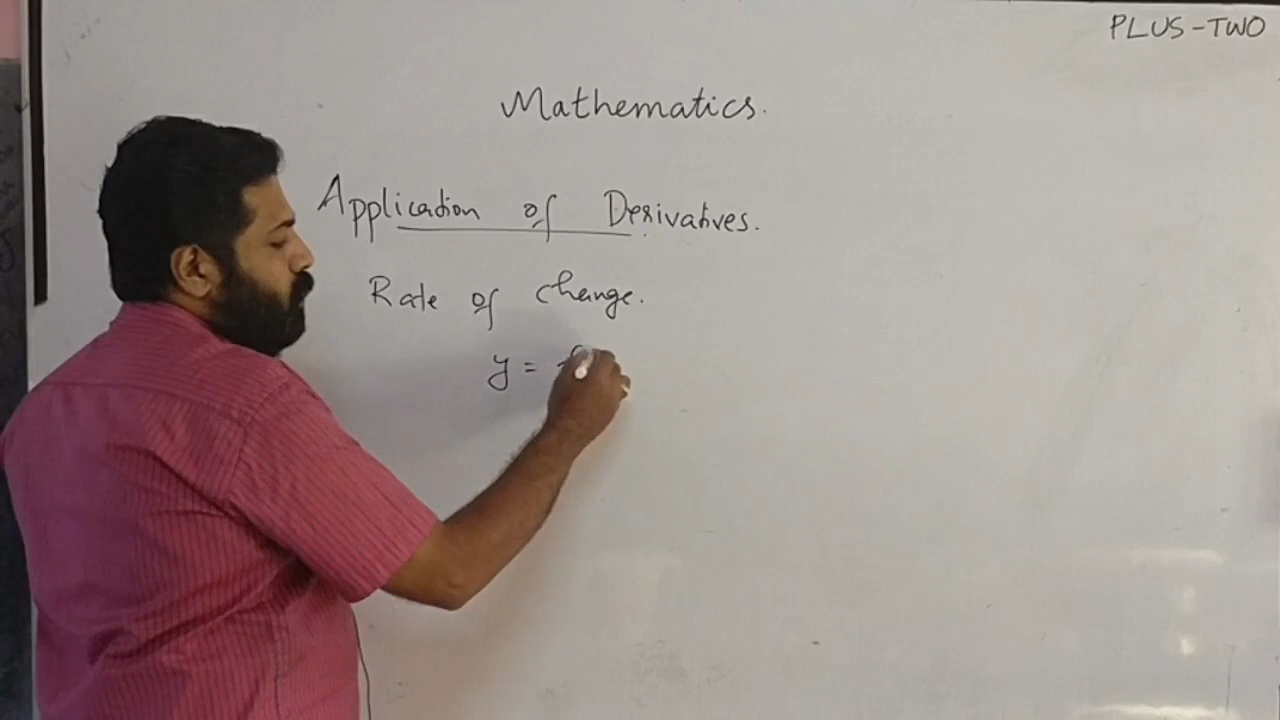 PLUS-TWO
Mathematics.
Application of Derivatives.
Rate of change.
y = f